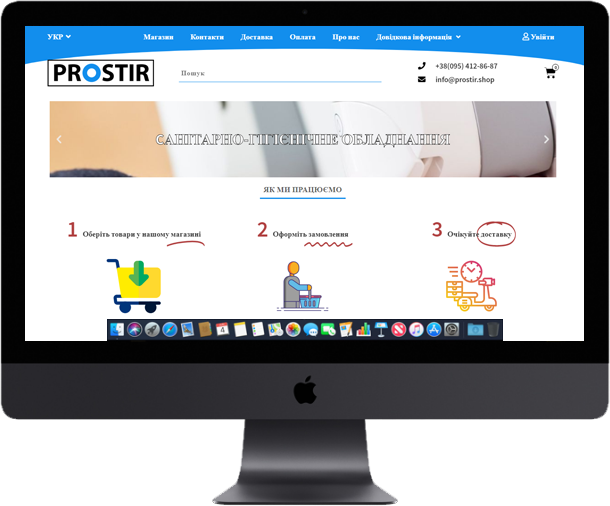 УКР
Магазин Контакти Доставка Оплата Про нас Довідкова інформація
Увійти
PROSTIR
Пошук
+38(095) 412-86-87
info@prostir.shop
0
САНІТАРНО-ГІГІЄНІЧНЕ ОБЛАДНАННЯ
ЯК МИ ПРАЦЮЄМО
1 Оберіть товари у нашому магазині
2 Оформіть замовлення
3 Очікуйте доставку